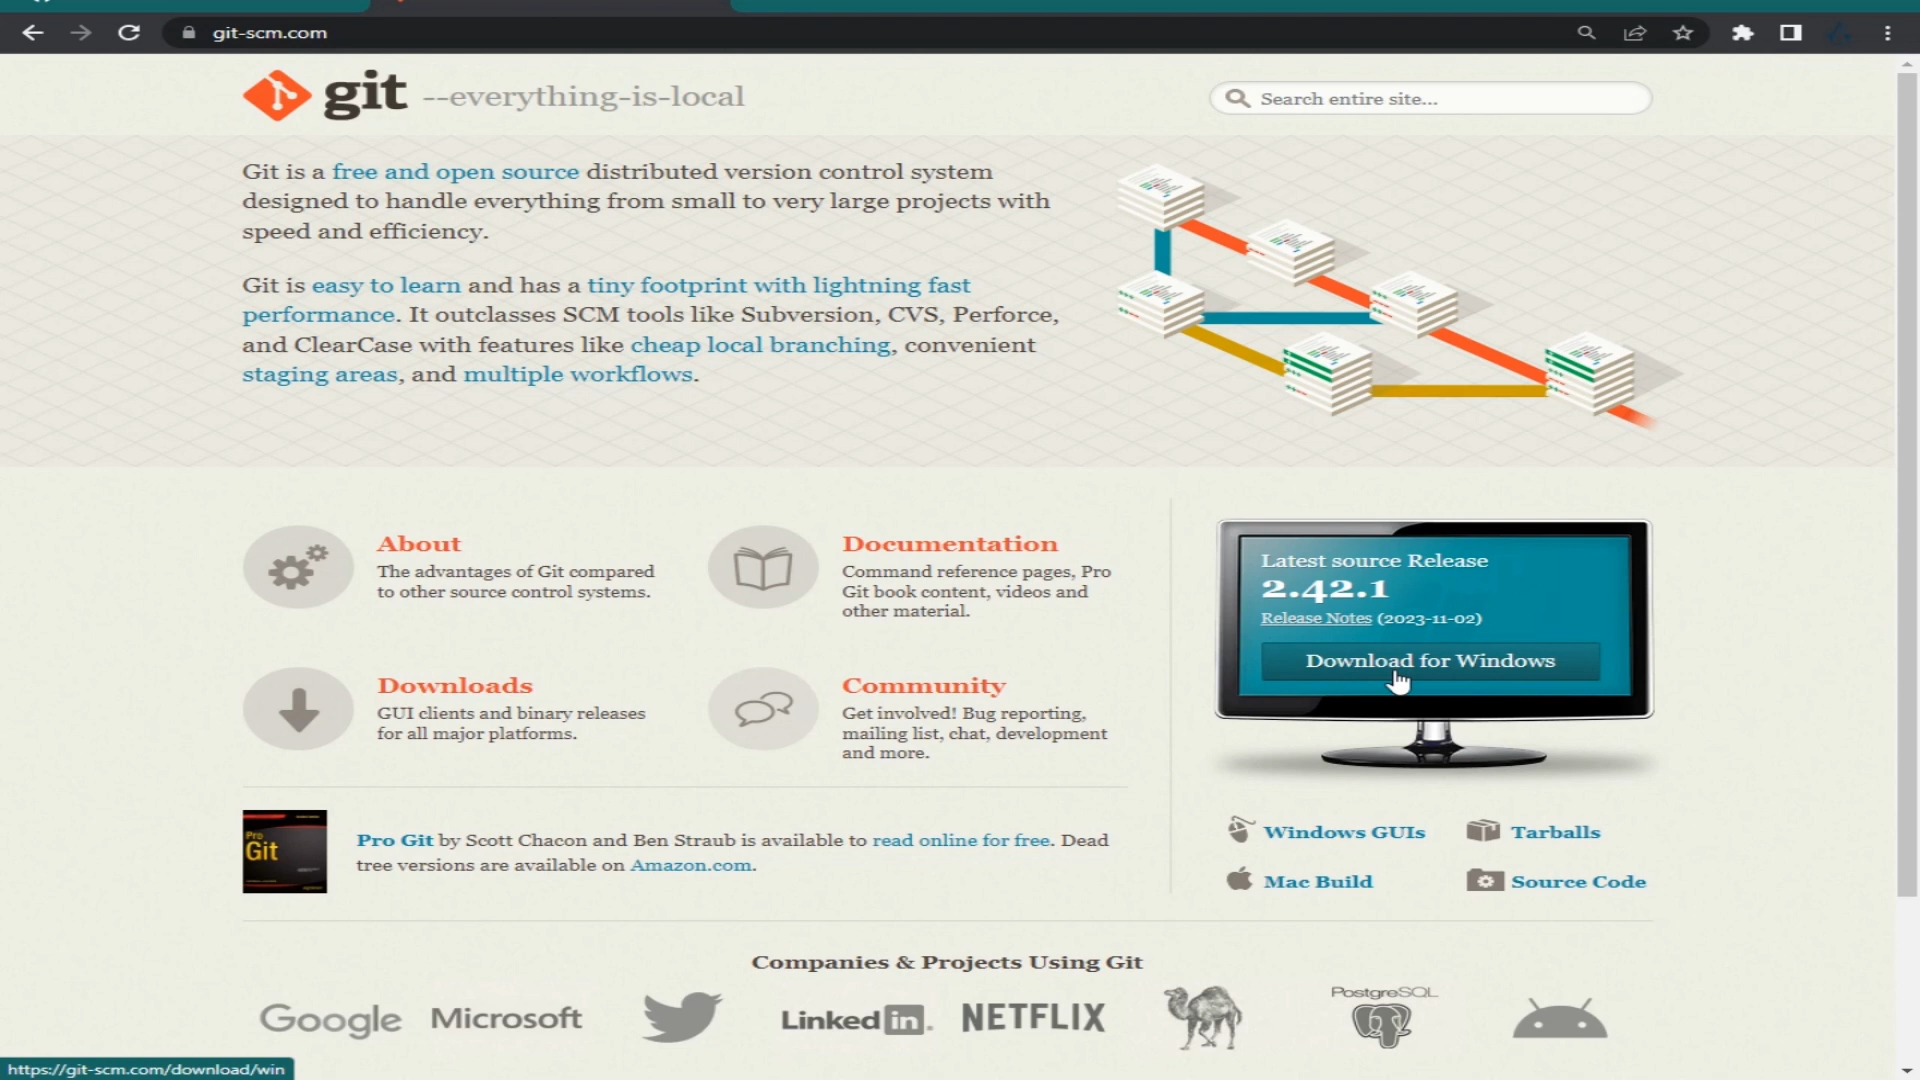 git-scm.com
git --everything-is-local
Search entire site...
Git is a free and open source distributed version control system
designed to handle everything from small to very large projects with
speed and efficiency.
Git is easy to learn and has a tiny footprint with lightning fast
performance. It outclasses SCM tools like Subversion, CVS, Perforce,
and ClearCase with features like cheap local branching, convenient
staging areas, and multiple workflows.
About
The advantages of Git compared
to other source control systems.
Documentation
Command reference pages, Pro
Git book content, videos and
other material.
Downloads
GUI clients and binary releases
for all major platforms.
Community
Get involved! Bug reporting,
mailing list, chat, development
and more.
Latest source Release
2.42.1
Release Notes (2023-11-02)
Download for Windows
Pro
Git
Pro Git by Scott Chacon and Ben Straub is available to read online for free. Dead
tree versions are available on Amazon.com.
Windows GUIs
Tarballs
Mac Build
Source Code
Companies & Projects Using Git
Google
Microsoft
Linked in.
NETFLIX
PostgreSQL
https://git-scm.com/download/win